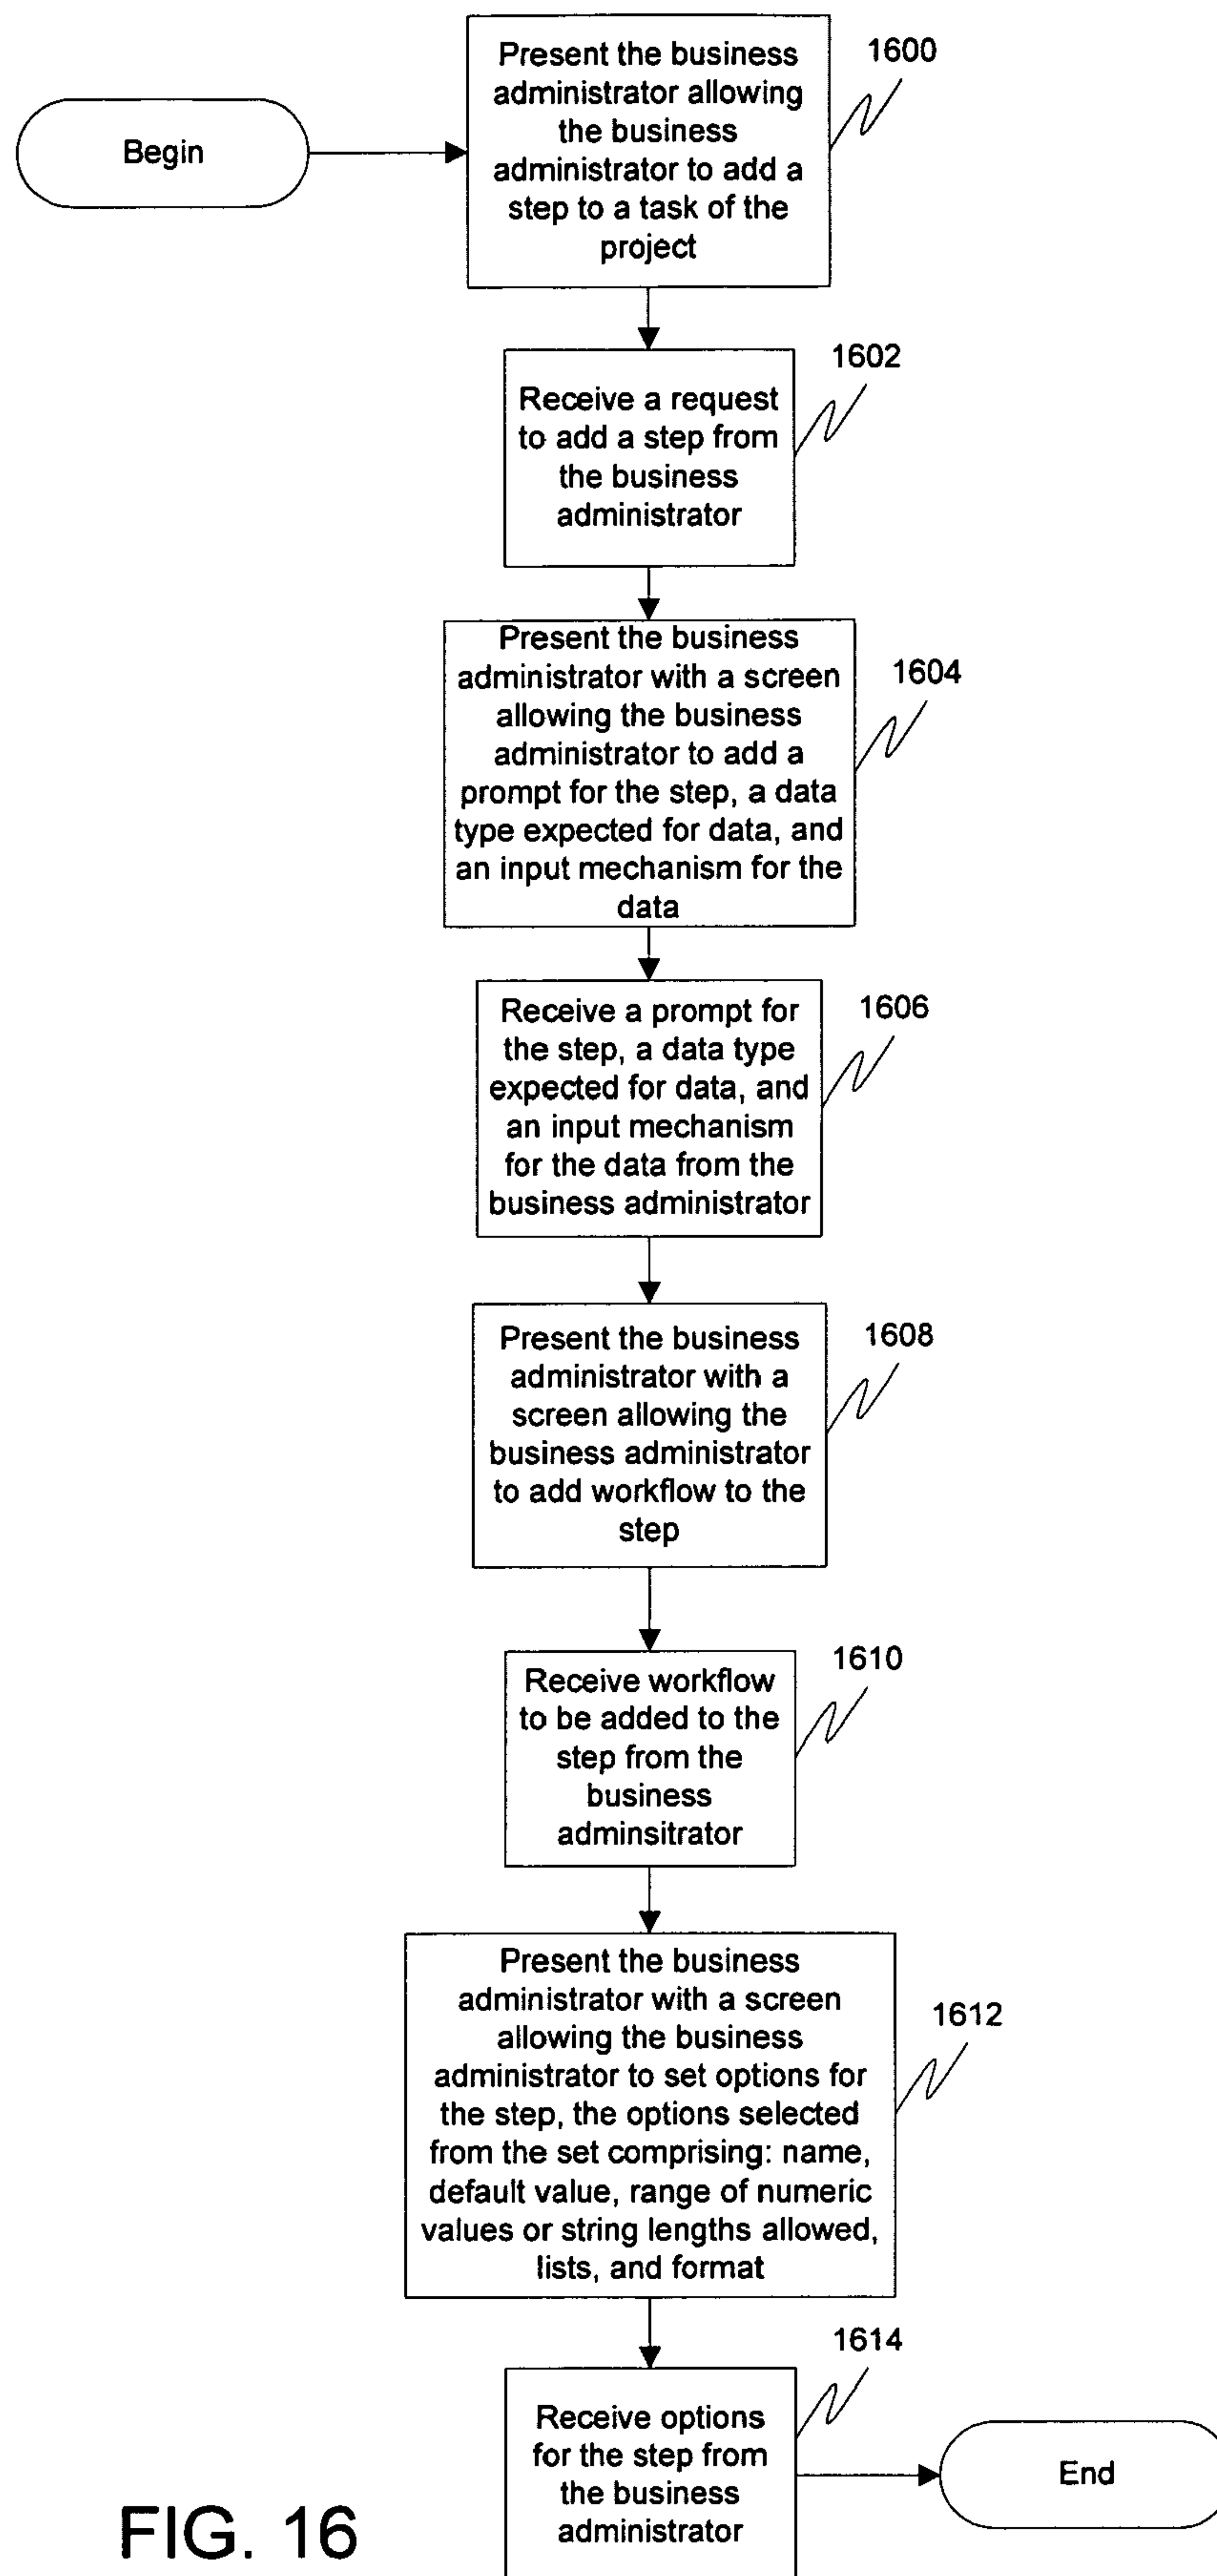 Begin
Present the business
administrator allowing
the business
administrator to add a
step to a task of the
project
1600
Receive a request
to add a step from
the business
administrator
1602
Present the business
administrator with a screen
allowing the business
administrator to add a
prompt for the step, a data
type expected for data, and
an input mechanism for the
data
1604
Receive a prompt for
the step, a data type
expected for data, and
an input mechanism
for the data from the
business administrator
1606
Present the business
administrator with a
screen allowing the
business administrator
to add workflow to the
step
1608
Receive workflow
to be added to the
step from the
business
adminsitrator
1610
Present the business
administrator with a screen
allowing the business
administrator to set options for
the step, the options selected
from the set comprising: name,
default value, range of numeric
values or string lengths allowed,
lists, and format
1612
Receive options
for the step from
the business
administrator
1614
End
FIG. 16